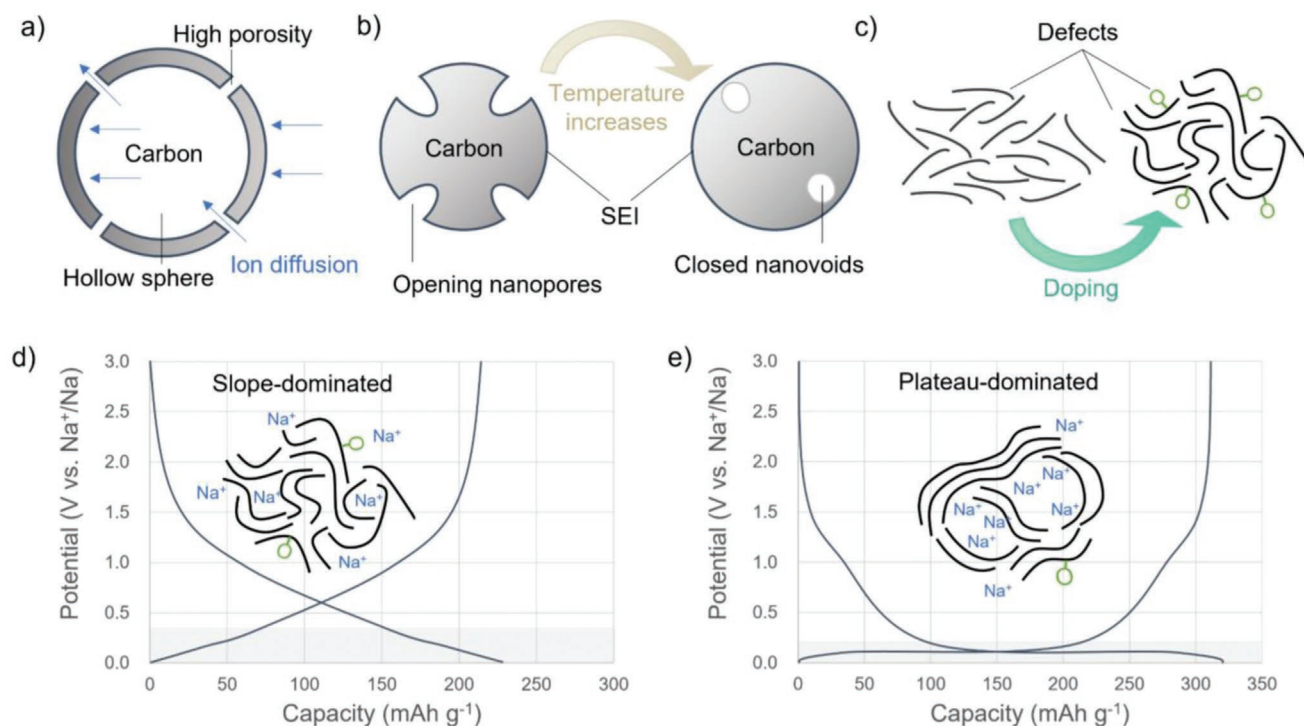 a)
High porosity
Carbon
Hollow sphere
Ion diffusion
b)
Temperature
increases
Carbon
Carbon
SEI
Opening nanopores
Closed nanovoids
c)
Defects
Doping
d)
Potential (V vs. Na⁺/Na)
3.0
2.5
2.0
1.5
1.0
0.5
0.0
Slope-dominated
Na⁺
Na⁺
Na⁺
Na⁺
Na⁺
Na⁺
0
50
100
150
200
250
300
Capacity (mAh g⁻¹)
e)
Potential (V vs. Na⁺/Na)
3.0
2.5
2.0
1.5
1.0
0.5
0.0
Plateau-dominated
Na⁺
Na⁺
Na⁺
Na⁺
Na⁺
Na⁺
Na⁺
Na⁺
0
50
100
150
200
250
300
350
Capacity (mAh g⁻¹)